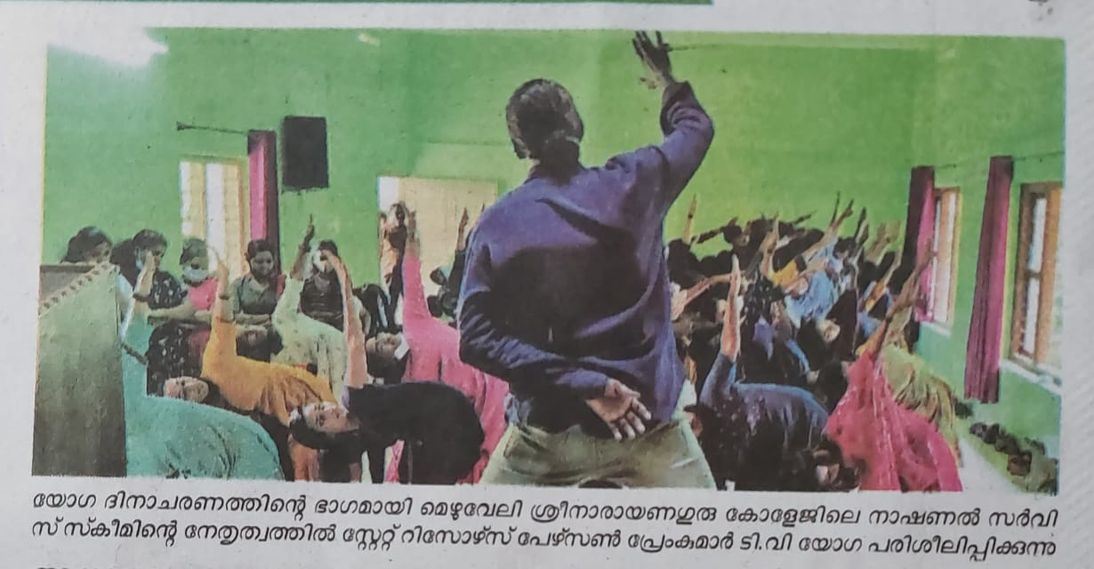 യോഗ ദിനാചരണത്തിന്റെ ഭാഗമായി മെഴുവേലി ശ്രീനാരായണഗുരു കോളേജിലെ നാഷണൽ സർവി
സ് സ്കീമിന്റെ നേതൃത്വത്തിൽ സ്റ്റേറ്റ് റിസോഴ്സ് പേഴ്സൺ പ്രേംകുമാർ ടി.വി യോഗ പരിശീലിപ്പിക്കുന്നു